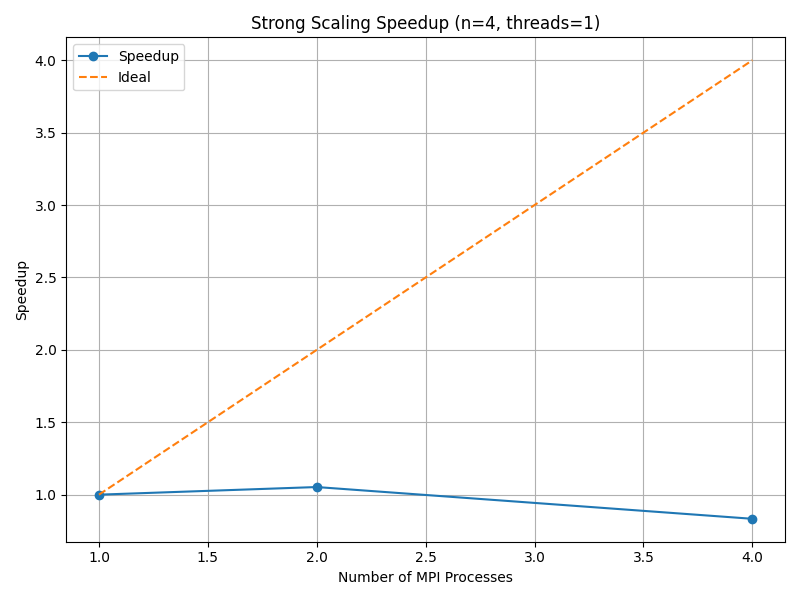 Strong Scaling Speedup (n=4, threads=1)
Speedup
Ideal
4.0
3.5
3.0
2.5
2.0
1.5
1.0
Speedup
1.0 1.5 2.0 2.5 3.0 3.5 4.0
Number of MPI Processes